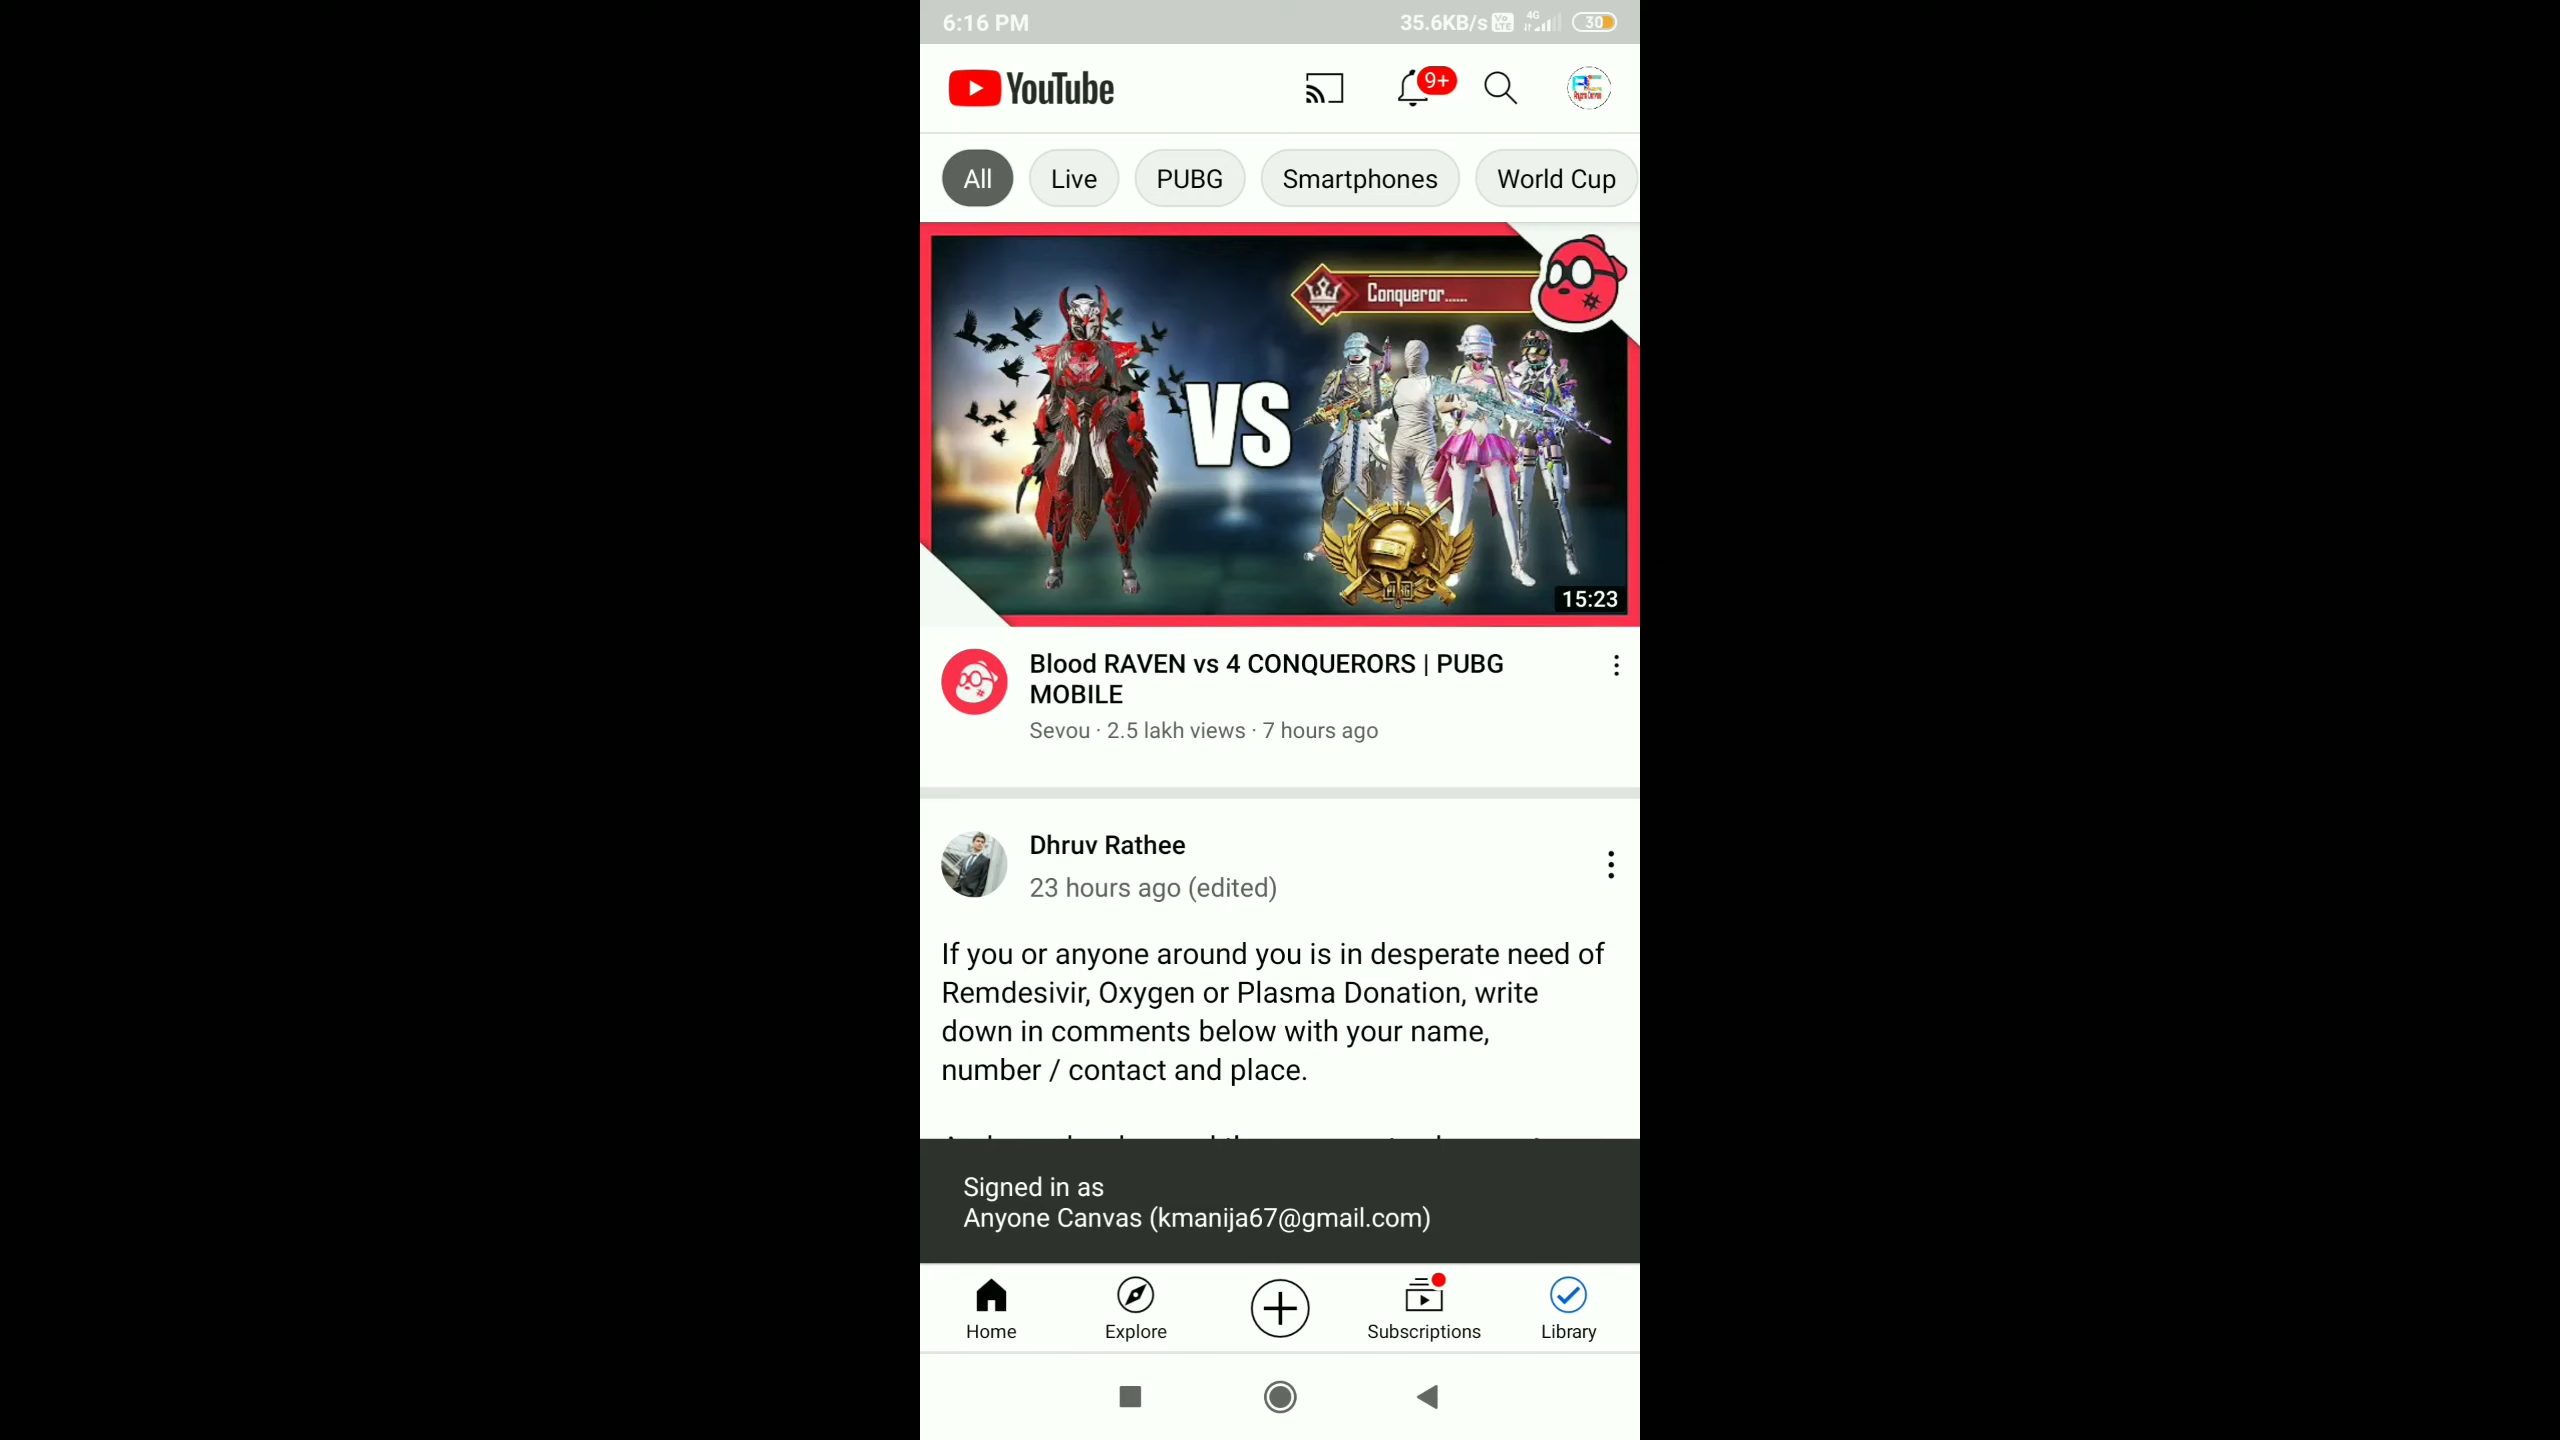 6:16 PM
35.6KB/s
Vo
LTE
4G
30
YouTube
9+
All
Live
PUBG
Smartphones
World Cup
Conqueror......
VS
15:23
Blood RAVEN vs 4 CONQUERORS | PUBG
MOBILE
Sevou · 2.5 lakh views · 7 hours ago
Dhruv Rathee
23 hours ago (edited)
If you or anyone around you is in desperate need of
Remdesivir, Oxygen or Plasma Donation, write
down in comments below with your name,
number / contact and place.
Signed in as
Anyone Canvas (kmanija67@gmail.com)
Home
Explore
Subscriptions
Library